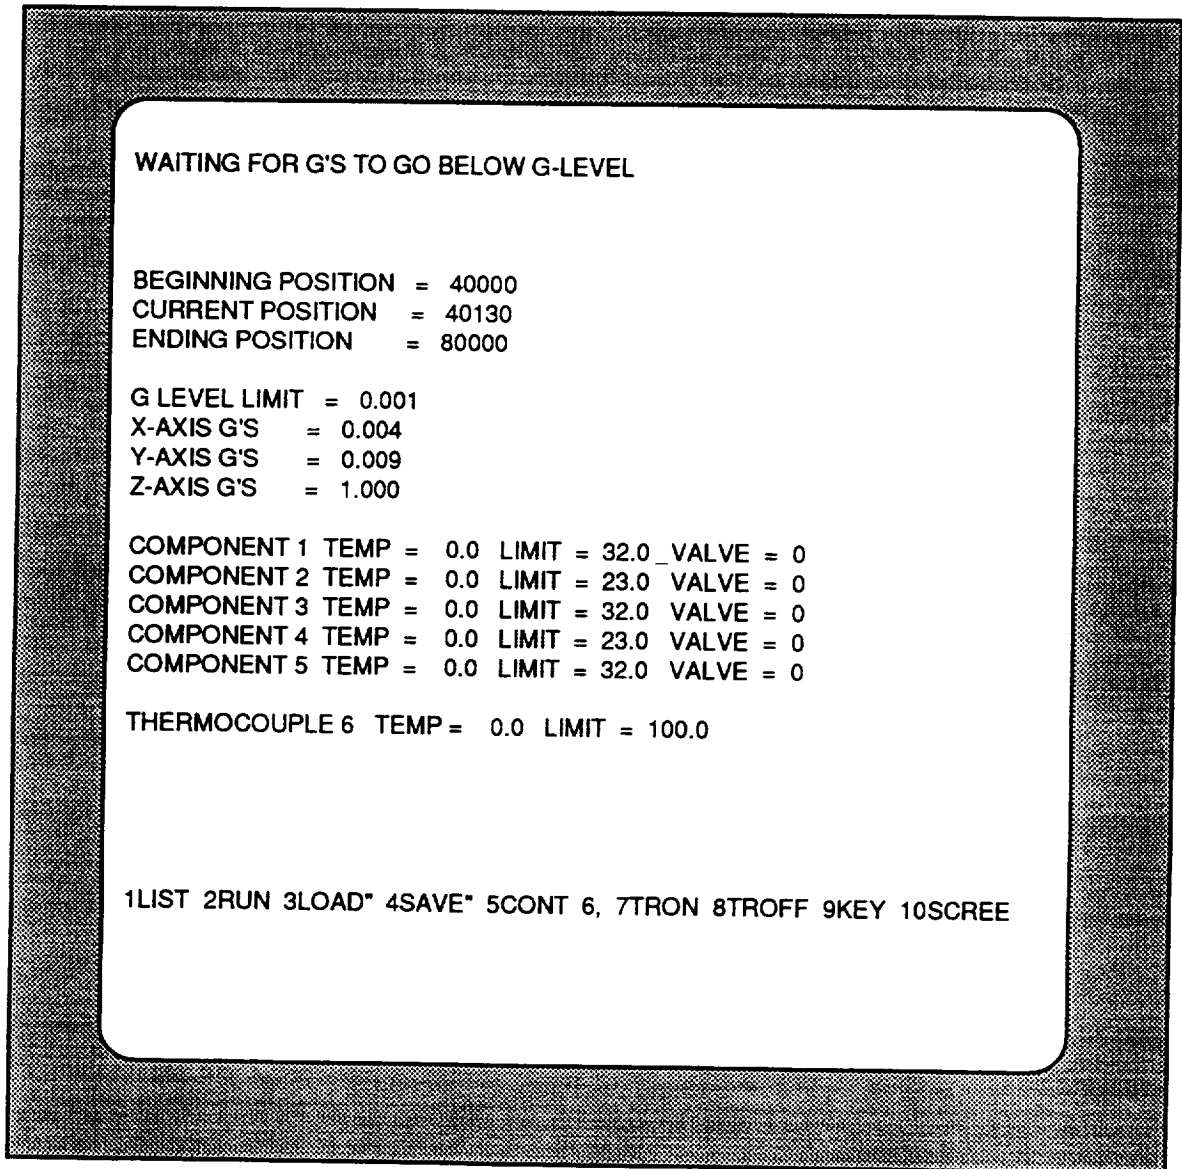 WAITING FOR G'S TO GO BELOW G-LEVEL
BEGINNING POSITION = 40000
CURRENT POSITION = 40130
ENDING POSITION = 80000
G LEVEL LIMIT = 0.001
X-AXIS G'S = 0.004
Y-AXIS G'S = 0.009
Z-AXIS G'S = 1.000
COMPONENT 1 TEMP = 0.0 LIMIT = 32.0 _ VALVE = 0
COMPONENT 2 TEMP = 0.0 LIMIT = 23.0 VALVE = 0
COMPONENT 3 TEMP = 0.0 LIMIT = 32.0 VALVE = 0
COMPONENT 4 TEMP = 0.0 LIMIT = 23.0 VALVE = 0
COMPONENT 5 TEMP = 0.0 LIMIT = 32.0 VALVE = 0
THERMOCOUPLE 6 TEMP = 0.0 LIMIT = 100.0
1LIST 2RUN 3LOAD" 4SAVE" 5CONT 6, 7TRON 8TROFF 9KEY 10SCREE